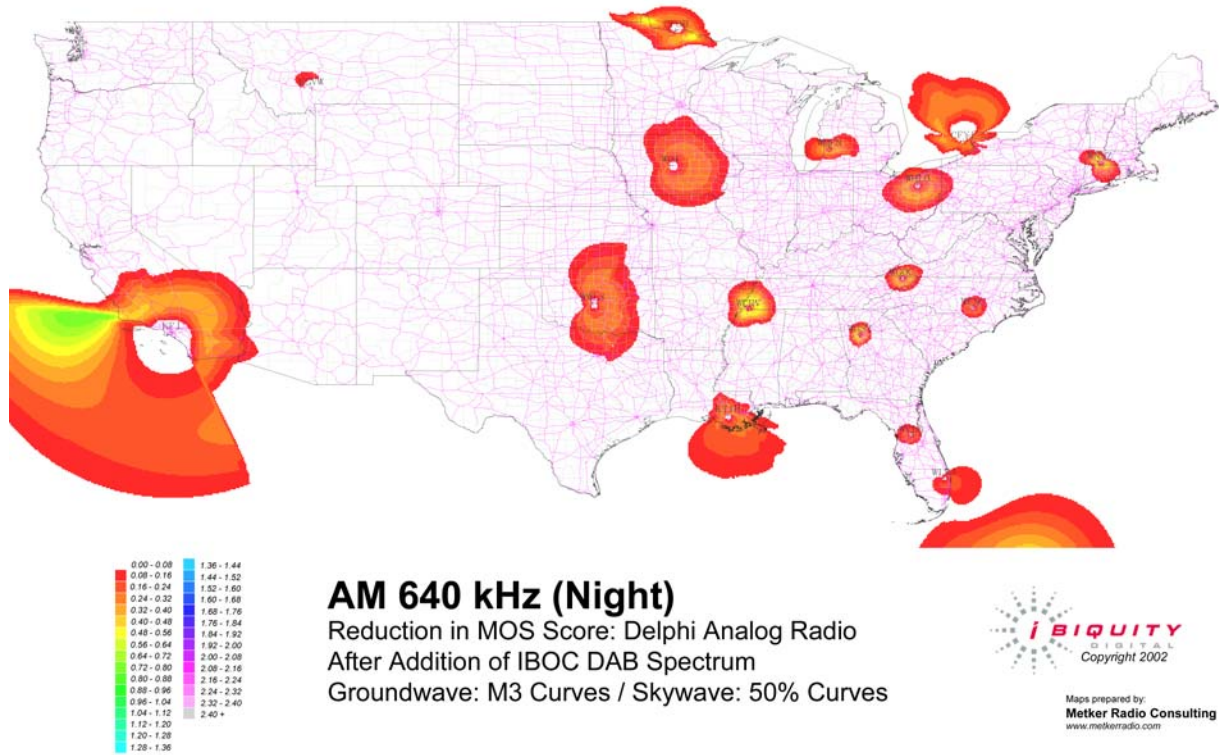 KFI
WLS
0.00 - 0.08
0.08 - 0.16
0.16 - 0.24
0.24 - 0.32
0.32 - 0.40
0.40 - 0.48
0.48 - 0.56
0.56 - 0.64
0.64 - 0.72
0.72 - 0.80
0.80 - 0.88
0.88 - 0.96
0.96 - 1.04
1.04 - 1.12
1.12 - 1.20
1.20 - 1.28
1.28 - 1.36
1.36 - 1.44
1.44 - 1.52
1.52 - 1.60
1.60 - 1.68
1.68 - 1.76
1.76 - 1.84
1.84 - 1.92
1.92 - 2.00
2.00 - 2.08
2.08 - 2.16
2.16 - 2.24
2.24 - 2.32
2.32 - 2.40
2.40 +
AM 640 kHz (Night)
Reduction in MOS Score: Delphi Analog Radio
After Addition of IBOC DAB Spectrum
Groundwave: M3 Curves / Skywave: 50% Curves
iBIQUITY
DIGITAL
Copyright 2002
Maps prepared by:
Metker Radio Consulting
www.metkerradio.com